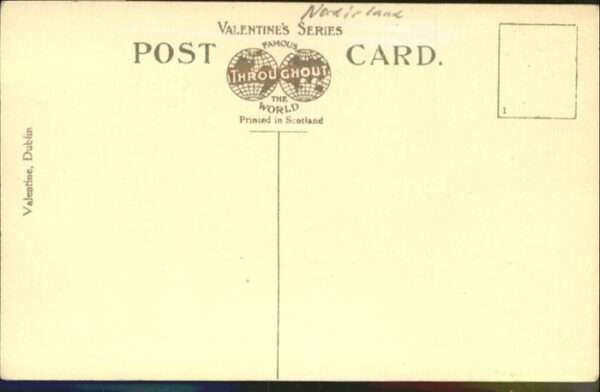 Nordirland
VALENTINE'S SERIES
POST CARD.
FAMOUS
THROUGHOUT
THE
WORLD
Printed in Scotland
1
Valentine, Dublin